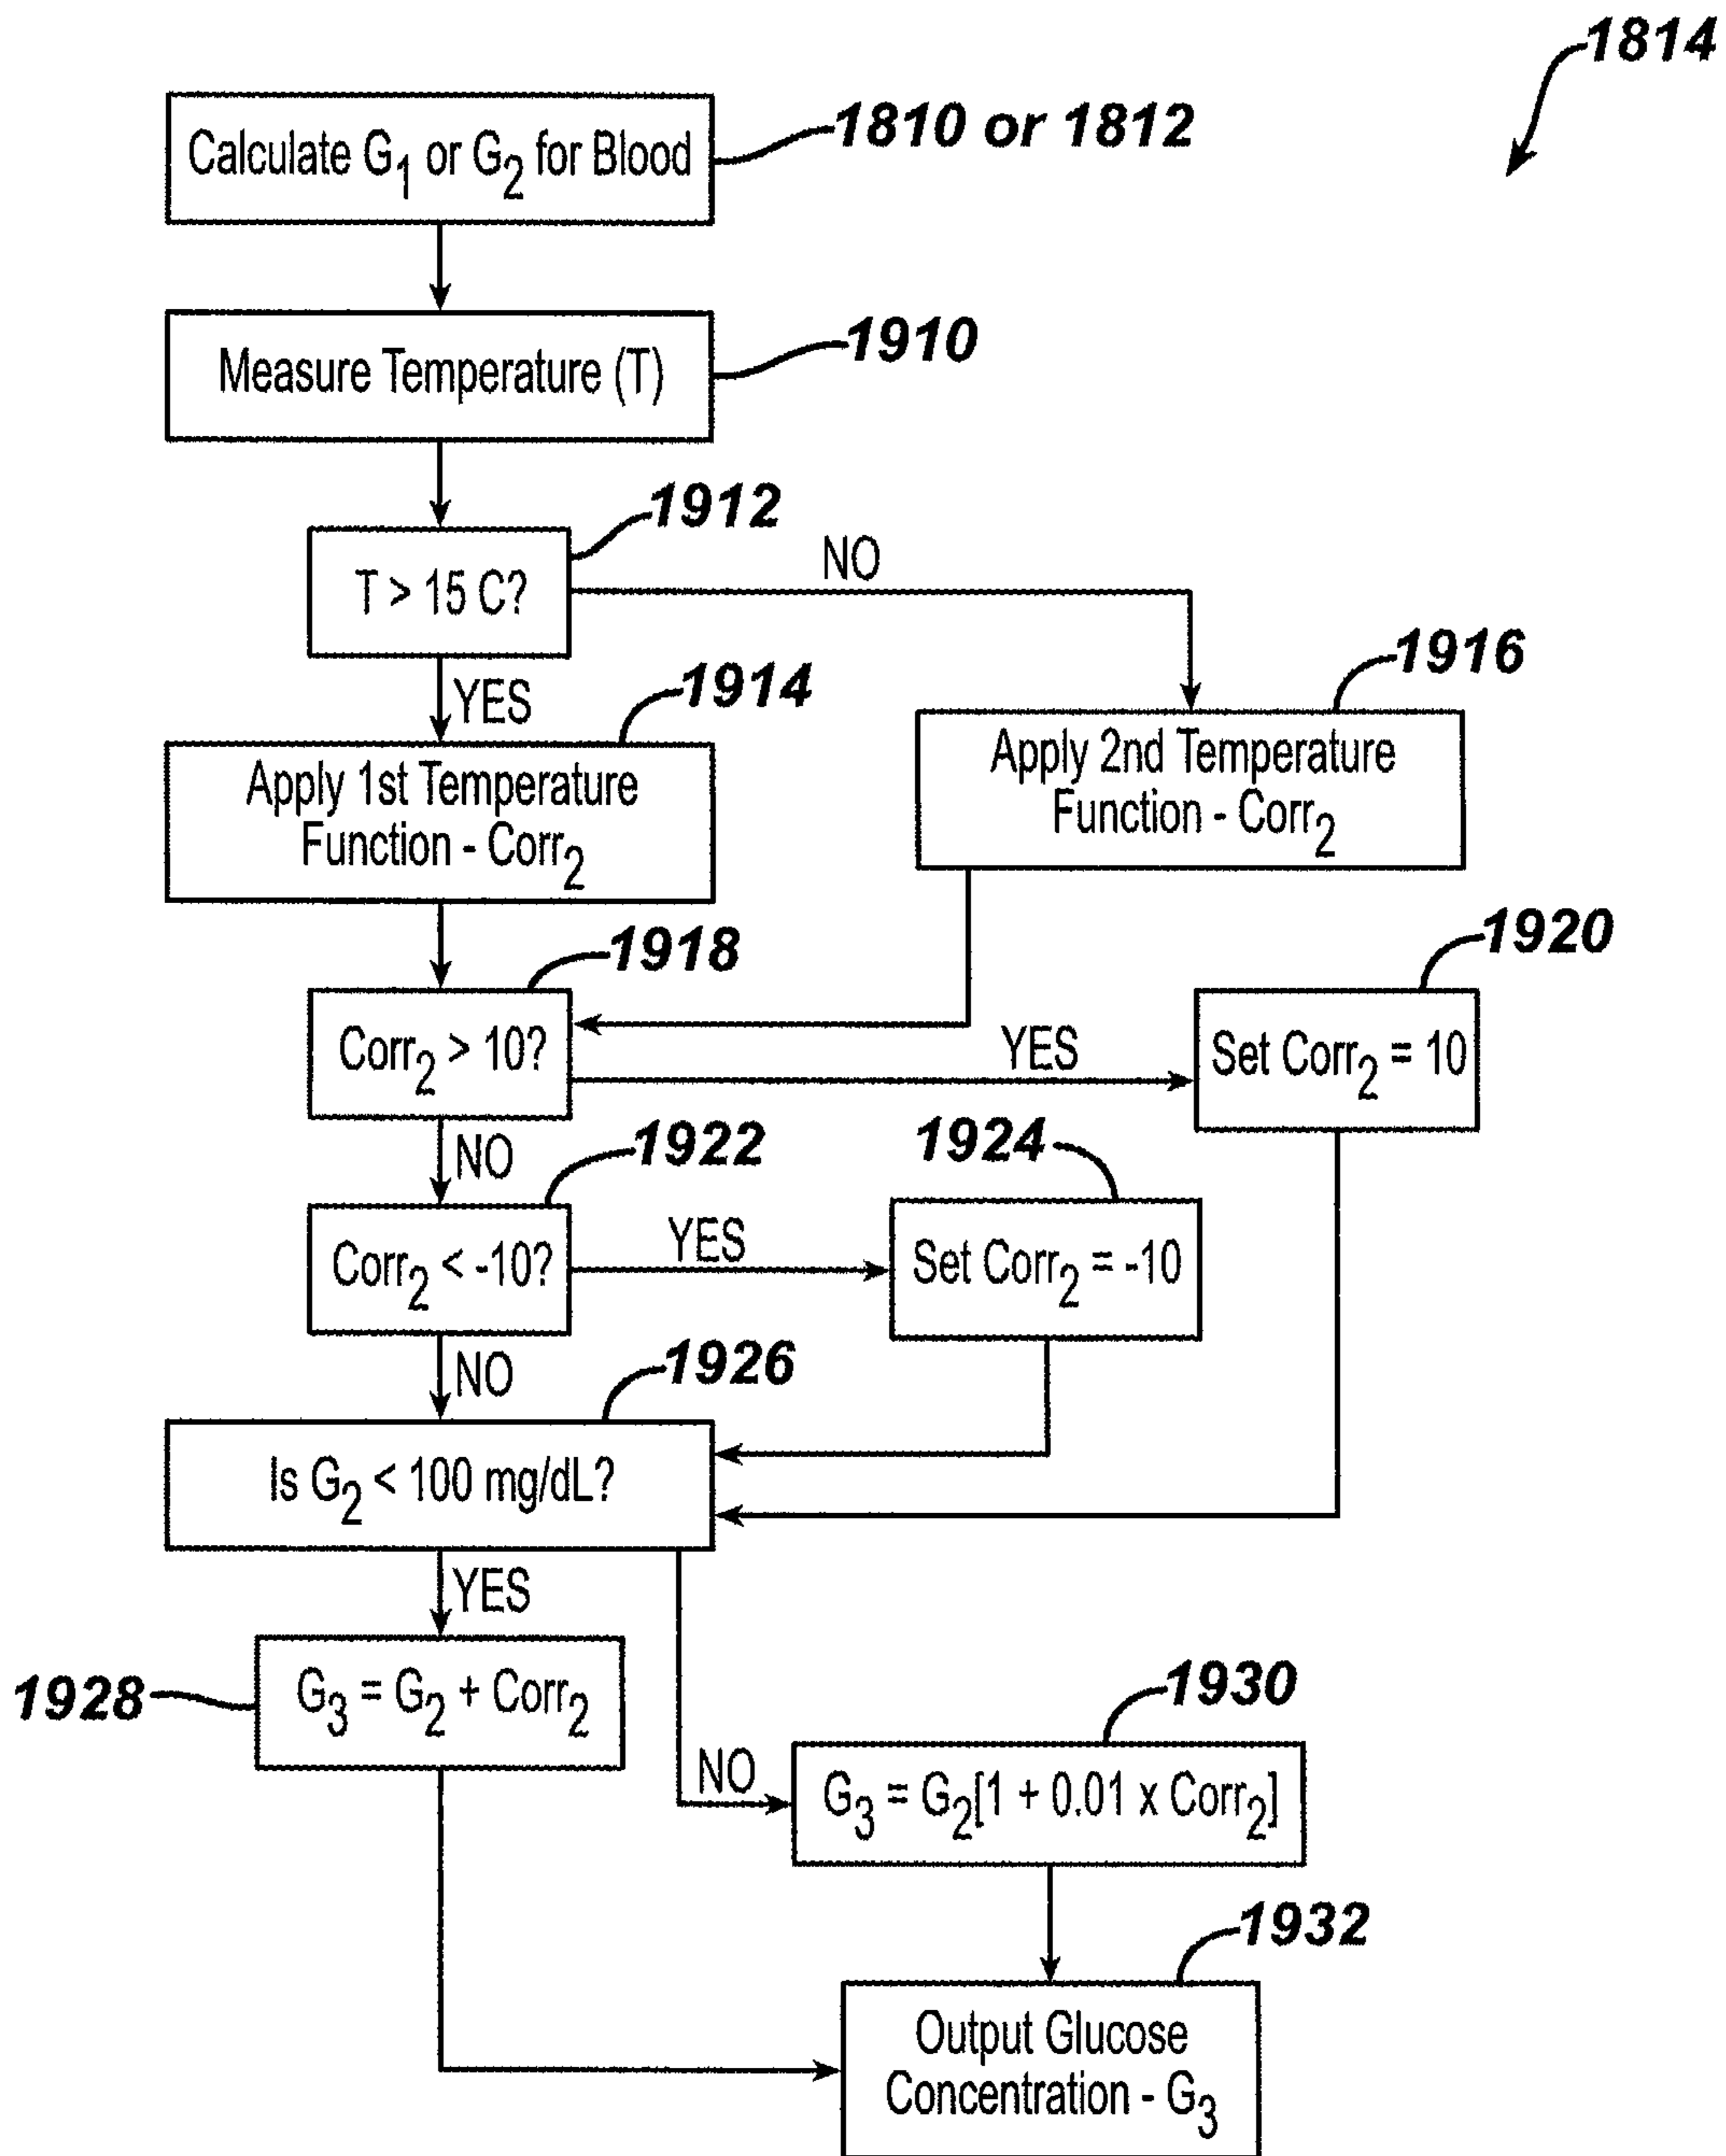 1814
Calculate G1 or G2 for Blood
1810 or 1812
Measure Temperature (T)
1910
1912
T > 15 C?
NO
YES
1914
1916
Apply 1st Temperature
Function - Corr2
Apply 2nd Temperature
Function - Corr2
1918
1920
Corr2 > 10?
YES
Set Corr2 = 10
NO
1922
1924
Corr2 < -10?
YES
Set Corr2 = -10
NO
1926
Is G2 < 100 mg/dL?
YES
1928
G3 = G2 + Corr2
NO
1930
G3 = G2[1 + 0.01 x Corr2]
1932
Output Glucose
Concentration - G3